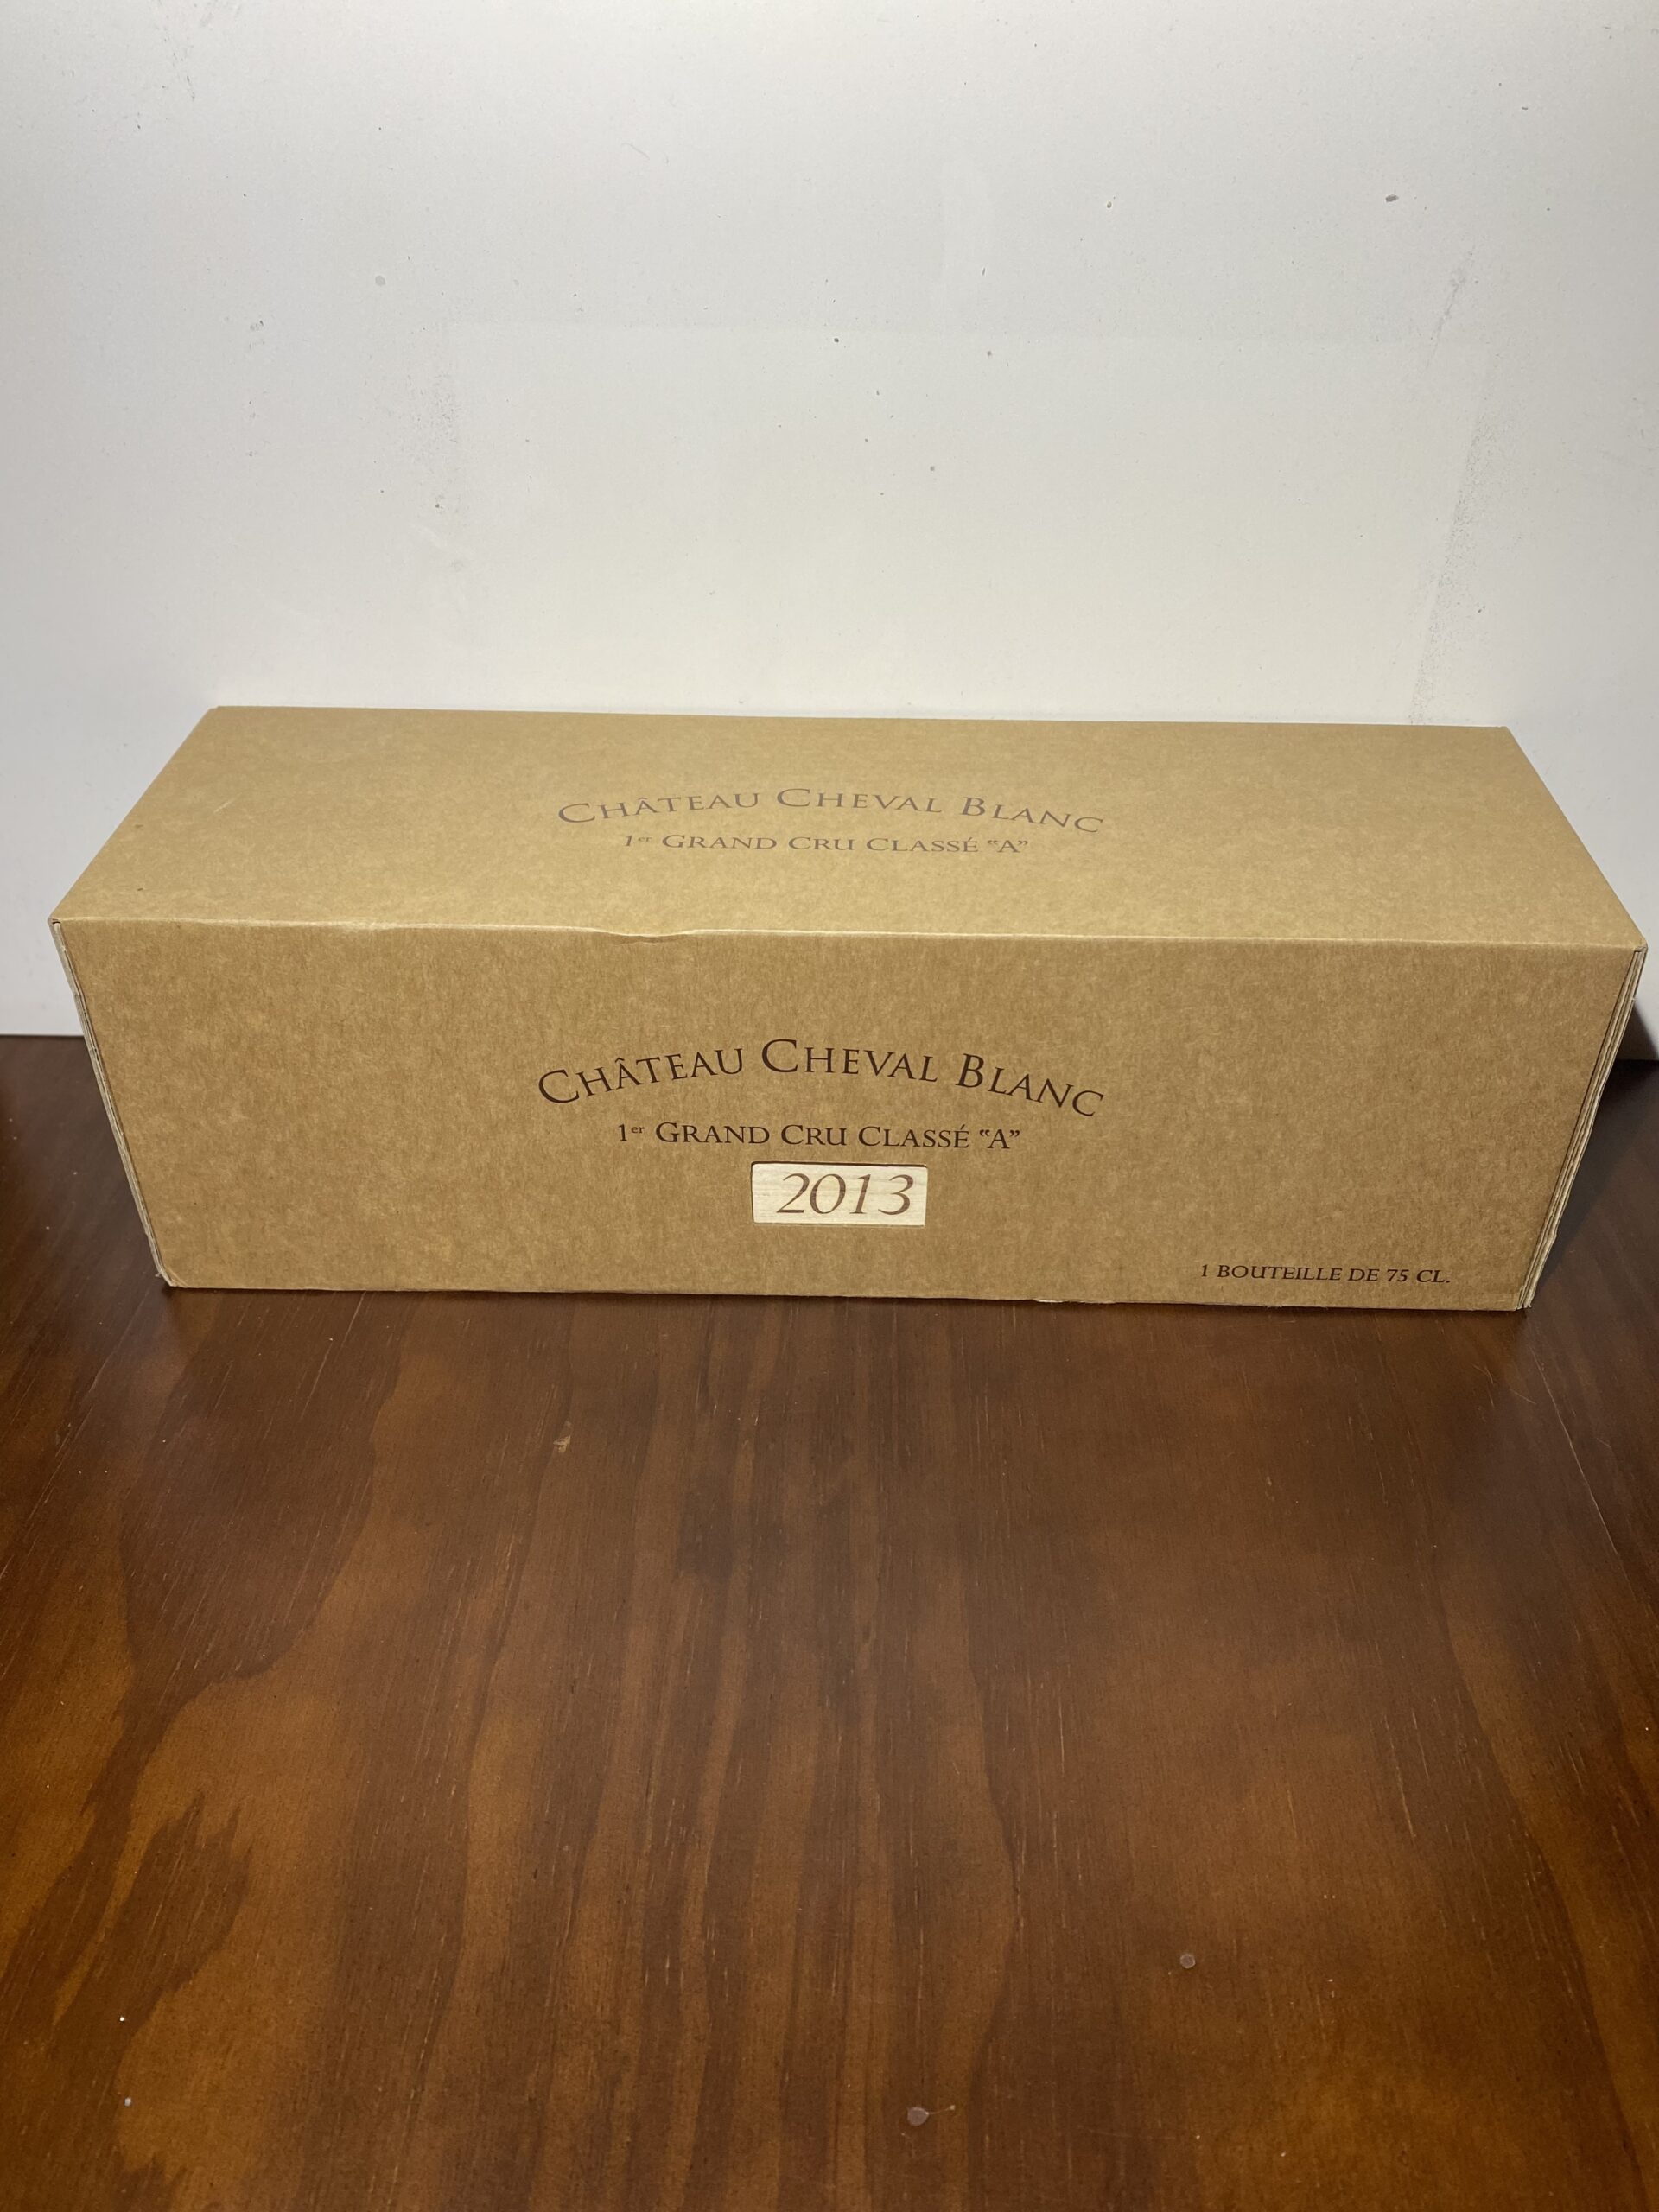 CHÂTEAU CHEVAL BLANC
1er GRAND CRU CLASSÉ "A"
CHÂTEAU CHEVAL BLANC
1er GRAND CRU CLASSÉ "A"
2013
1 BOUTEILLE DE 75 CL.